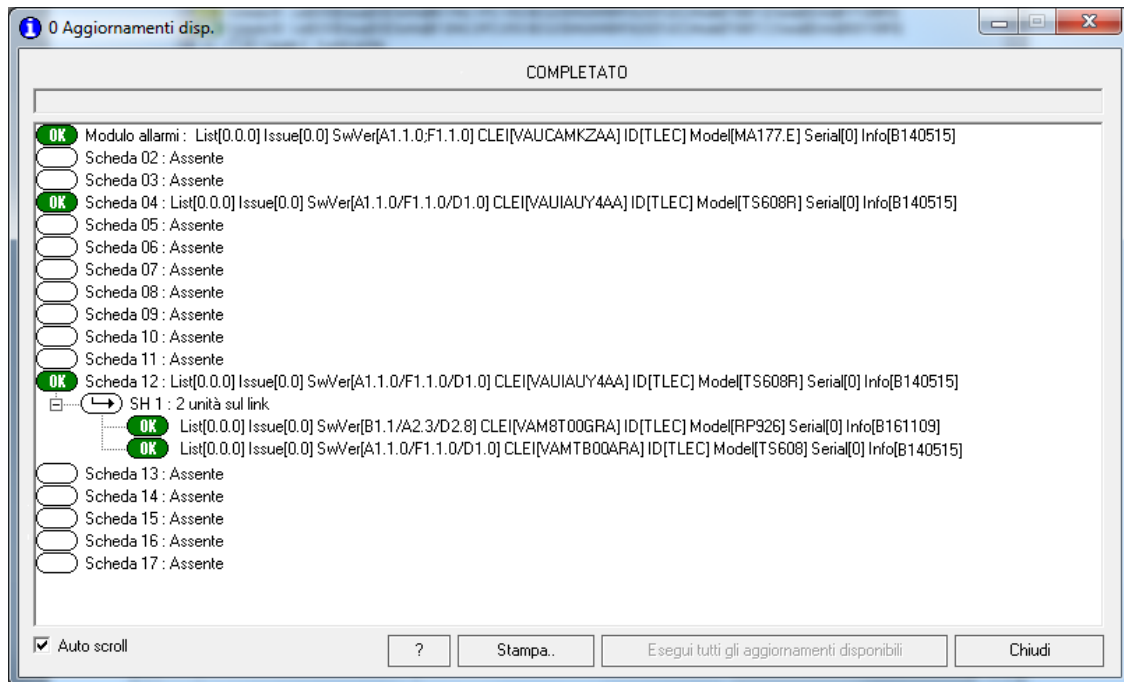 0 Aggiornamenti disp.
COMPLETATO
OK Modulo allarmi : List[0.0.0] Issue[0.0] SwVer[A1.1.0;F1.1.0] CLEI[VAUCAMKZAA] ID[TLEC] Model[MA177.E] Serial[0] Info[B140515]
Scheda 02 : Assente
Scheda 03 : Assente
OK Scheda 04 : List[0.0.0] Issue[0.0] SwVer[A1.1.0/F1.1.0/D1.0] CLEI[VAUIAUY4AA] ID[TLEC] Model[TS608R] Serial[0] Info[B140515]
Scheda 05 : Assente
Scheda 06 : Assente
Scheda 07 : Assente
Scheda 08 : Assente
Scheda 09 : Assente
Scheda 10 : Assente
Scheda 11 : Assente
OK Scheda 12 : List[0.0.0] Issue[0.0] SwVer[A1.1.0/F1.1.0/D1.0] CLEI[VAUIAUY4AA] ID[TLEC] Model[TS608R] Serial[0] Info[B140515]
SH 1 : 2 unità sul link
OK List[0.0.0] Issue[0.0] SwVer[B1.1/A2.3/D2.8] CLEI[VAM8T00GRA] ID[TLEC] Model[RP926] Serial[0] Info[B161109]
OK List[0.0.0] Issue[0.0] SwVer[A1.1.0/F1.1.0/D1.0] CLEI[VAMTB00ARA] ID[TLEC] Model[TS608] Serial[0] Info[B140515]
Scheda 13 : Assente
Scheda 14 : Assente
Scheda 15 : Assente
Scheda 16 : Assente
Scheda 17 : Assente
Auto scroll
?
Stampa..
Esegui tutti gli aggiornamenti disponibili
Chiudi